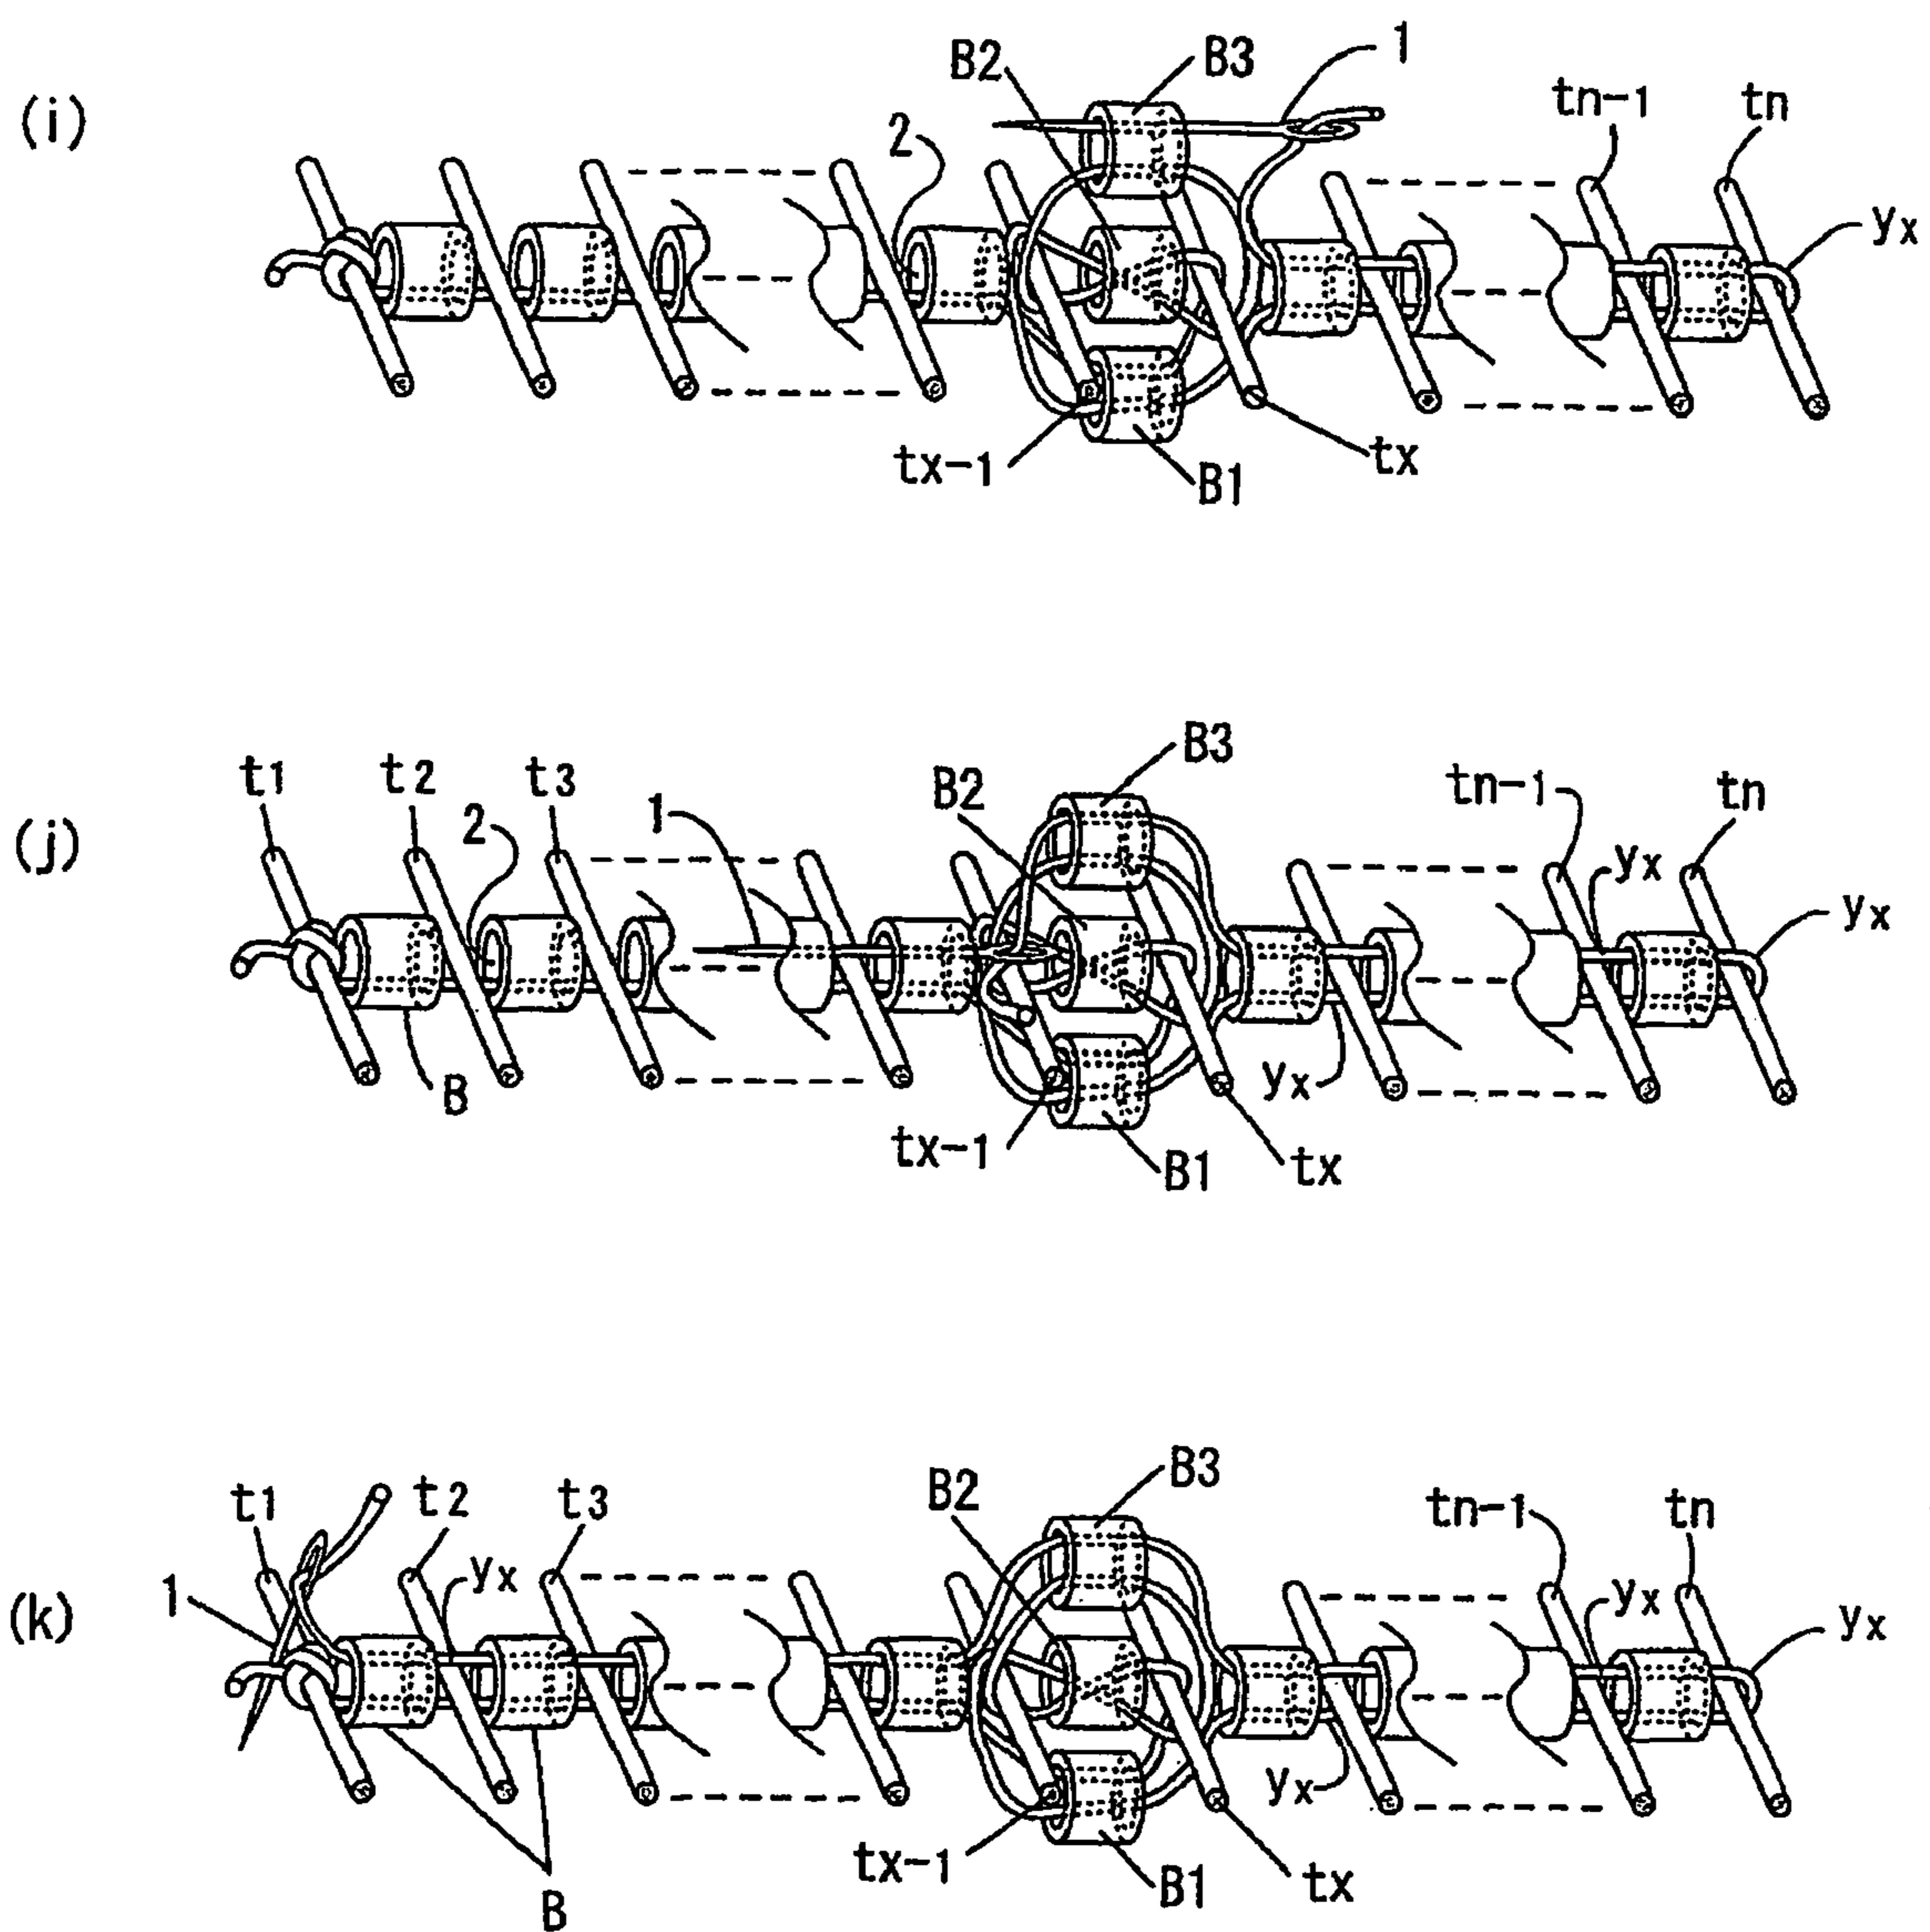 (i)
B2
B3
1
tn-1
tn
2
yx
tx-1
B1
tx
(j)
t1
t2
2
t3
1
B2
B3
tn-1
yx
tn
yx
B
yx
tx-1
B1
tx
(k)
1
t1
t2
yx
t3
B2
B3
tn-1
yx
tn
yx
yx
tx-1
B1
tx
B